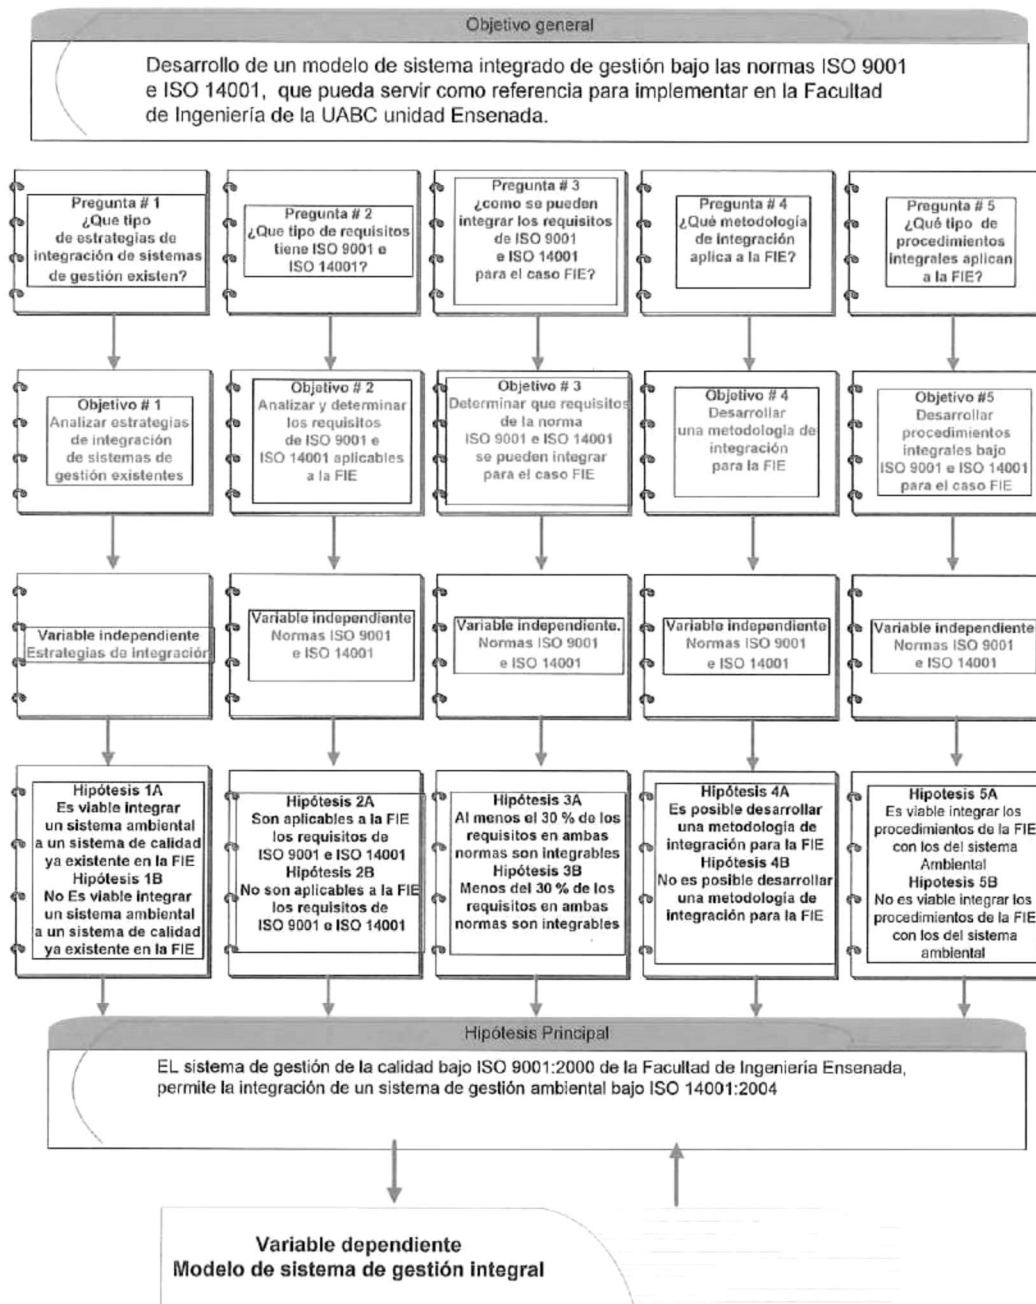 Objetivo general
Desarrollo de un modelo de sistema integrado de gestión bajo las normas ISO 9001
e ISO 14001, que pueda servir como referencia para implementar en la Facultad
de Ingeniería de la UABC unidad Ensenada.
Pregunta # 1
¿Que tipo
de estrategias de
integración de sistemas
de gestión existen?
Pregunta # 2
¿Que tipo de requisitos
tiene ISO 9001 e
ISO 14001?
Pregunta # 3
¿como se pueden
integrar los requisitos
de ISO 9001
e ISO 14001
para el caso FIE?
Pregunta # 4
¿Qué metodología
de integración
aplica a la FIE?
Pregunta # 5
¿Qué tipo de
procedimientos
integrales aplican
a la FIE?
Objetivo # 1
Analizar estrategias
de integración
de sistemas de
gestión existentes
Objetivo # 2
Analizar y determinar
los requisitos
de ISO 9001 e
ISO 14001 aplicables
a la FIE
Objetivo # 3
Determinar que requisitos
de la norma
ISO 9001 e ISO 14001
se pueden integrar
para el caso FIE
Objetivo # 4
Desarrollar
una metodología de
integración
para la FIE
Objetivo #5
Desarrollar
procedimientos
integrales bajo
ISO 9001 e ISO 14001
para el caso FIE
Variable independiente
Estrategias de integración
Variable independiente
Normas ISO 9001
e ISO 14001
Variable independiente.
Normas ISO 9001
e ISO 14001
Variable independiente
Normas ISO 9001
e ISO 14001
Variable independiente
Normas ISO 9001
e ISO 14001
Hipótesis 1A
Es viable integrar
un sistema ambiental
a un sistema de calidad
ya existente en la FIE
Hipótesis 1B
No Es viable integrar
un sistema ambiental
a un sistema de calidad
ya existente en la FIE
Hipótesis 2A
Son aplicables a la FIE
los requisitos de
ISO 9001 e ISO 14001
Hipótesis 2B
No son aplicables a la FIE
los requisitos de
ISO 9001 e ISO 14001
Hipótesis 3A
Al menos el 30 % de los
requisitos en ambas
normas son integrables
Hipótesis 3B
Menos del 30 % de los
requisitos en ambas
normas son integrables
Hipótesis 4A
Es posible desarrollar
una metodología de
integración para la FIE
Hipótesis 4B
No es posible desarrollar
una metodología de
integración para la FIE
Hipótesis 5A
Es viable integrar los
procedimientos de la FIE
con los del sistema
Ambiental
Hipotesis 5B
No es viable integrar los
procedimientos de la FIE
con los del sistema
ambiental
Hipótesis Principal
EL sistema de gestión de la calidad bajo ISO 9001:2000 de la Facultad de Ingeniería Ensenada,
permite la integración de un sistema de gestión ambiental bajo ISO 14001:2004
Variable dependiente
Modelo de sistema de gestión integral